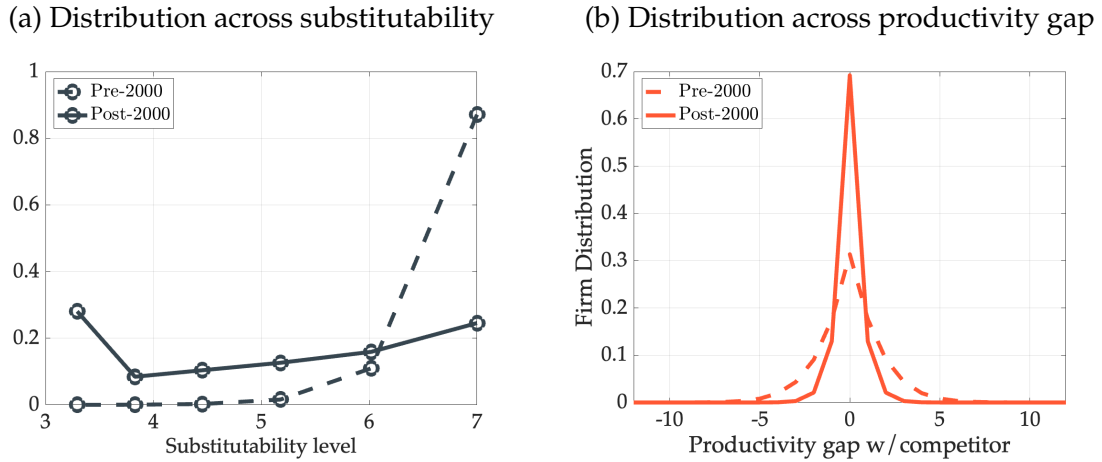 (a) Distribution across substitutability
1
0.8
0.6
0.4
0.2
0
3
4
5
6
7
Pre-2000
Post-2000
Substitutability level
(b) Distribution across productivity gap
0.7
0.6
0.5
0.4
0.3
0.2
0.1
0
-10
-5
0
5
10
Pre-2000
Post-2000
Firm Distribution
Productivity gap w/competitor